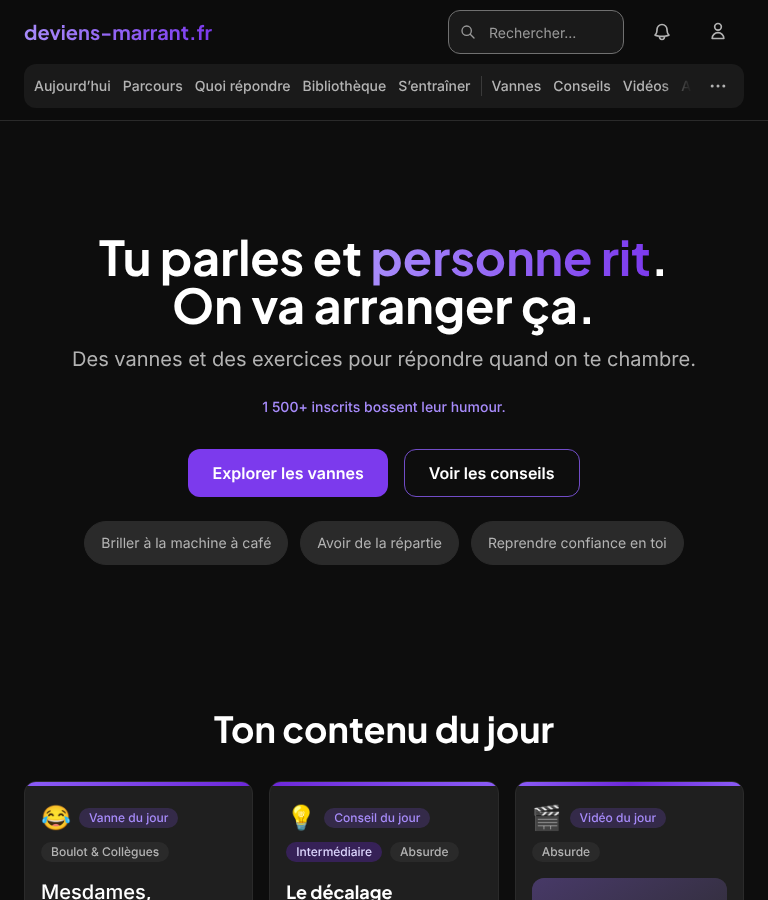 deviens-marrant.fr
Rechercher...
Aujourd’hui Parcours Quoi répondre Bibliothèque S’entraîner Vannes Conseils Vidéos
Tu parles et personne rit.
On va arranger ça.
Des vannes et des exercices pour répondre quand on te chambre.
1 500+ inscrits bossent leur humour.
Explorer les vannes Voir les conseils
Briller à la machine à café Avoir de la répartie Reprendre confiance en toi
Ton contenu du jour
Vanne du jour
Boulot & Collègues
Mesdames,
Conseil du jour
Intermédiaire Absurde
Le décalage
Vidéo du jour
Absurde